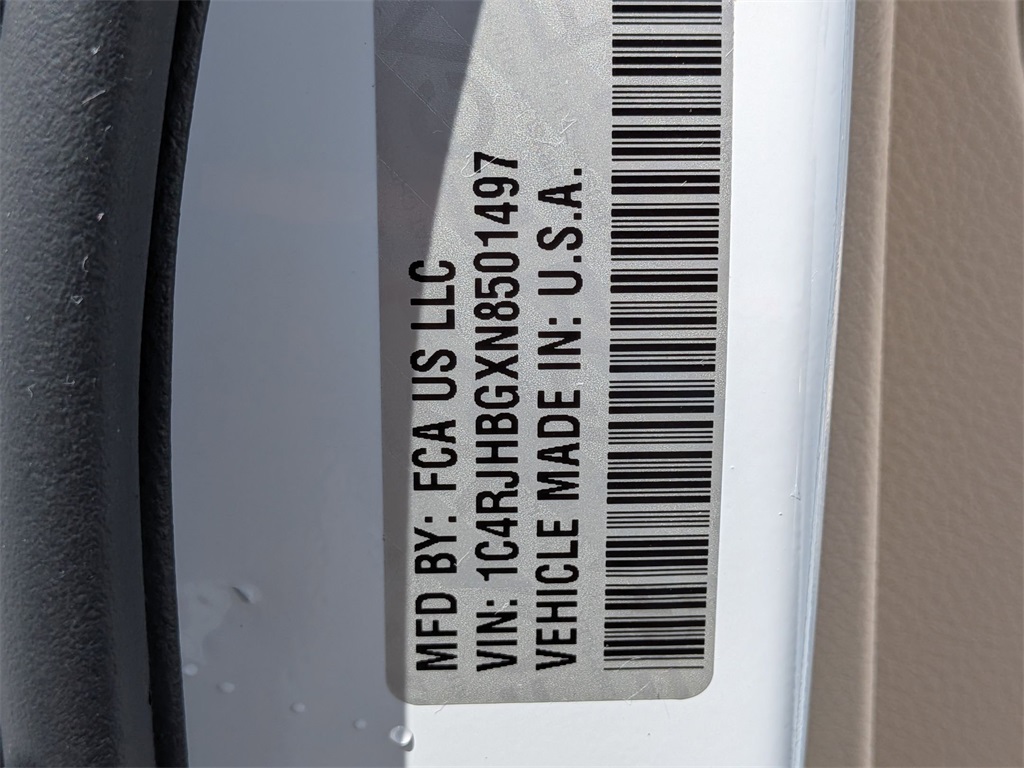 MFD BY: FCA US LLC
VIN: 1C4RJHBGXN8501497
VEHICLE MADE IN: U.S.A.